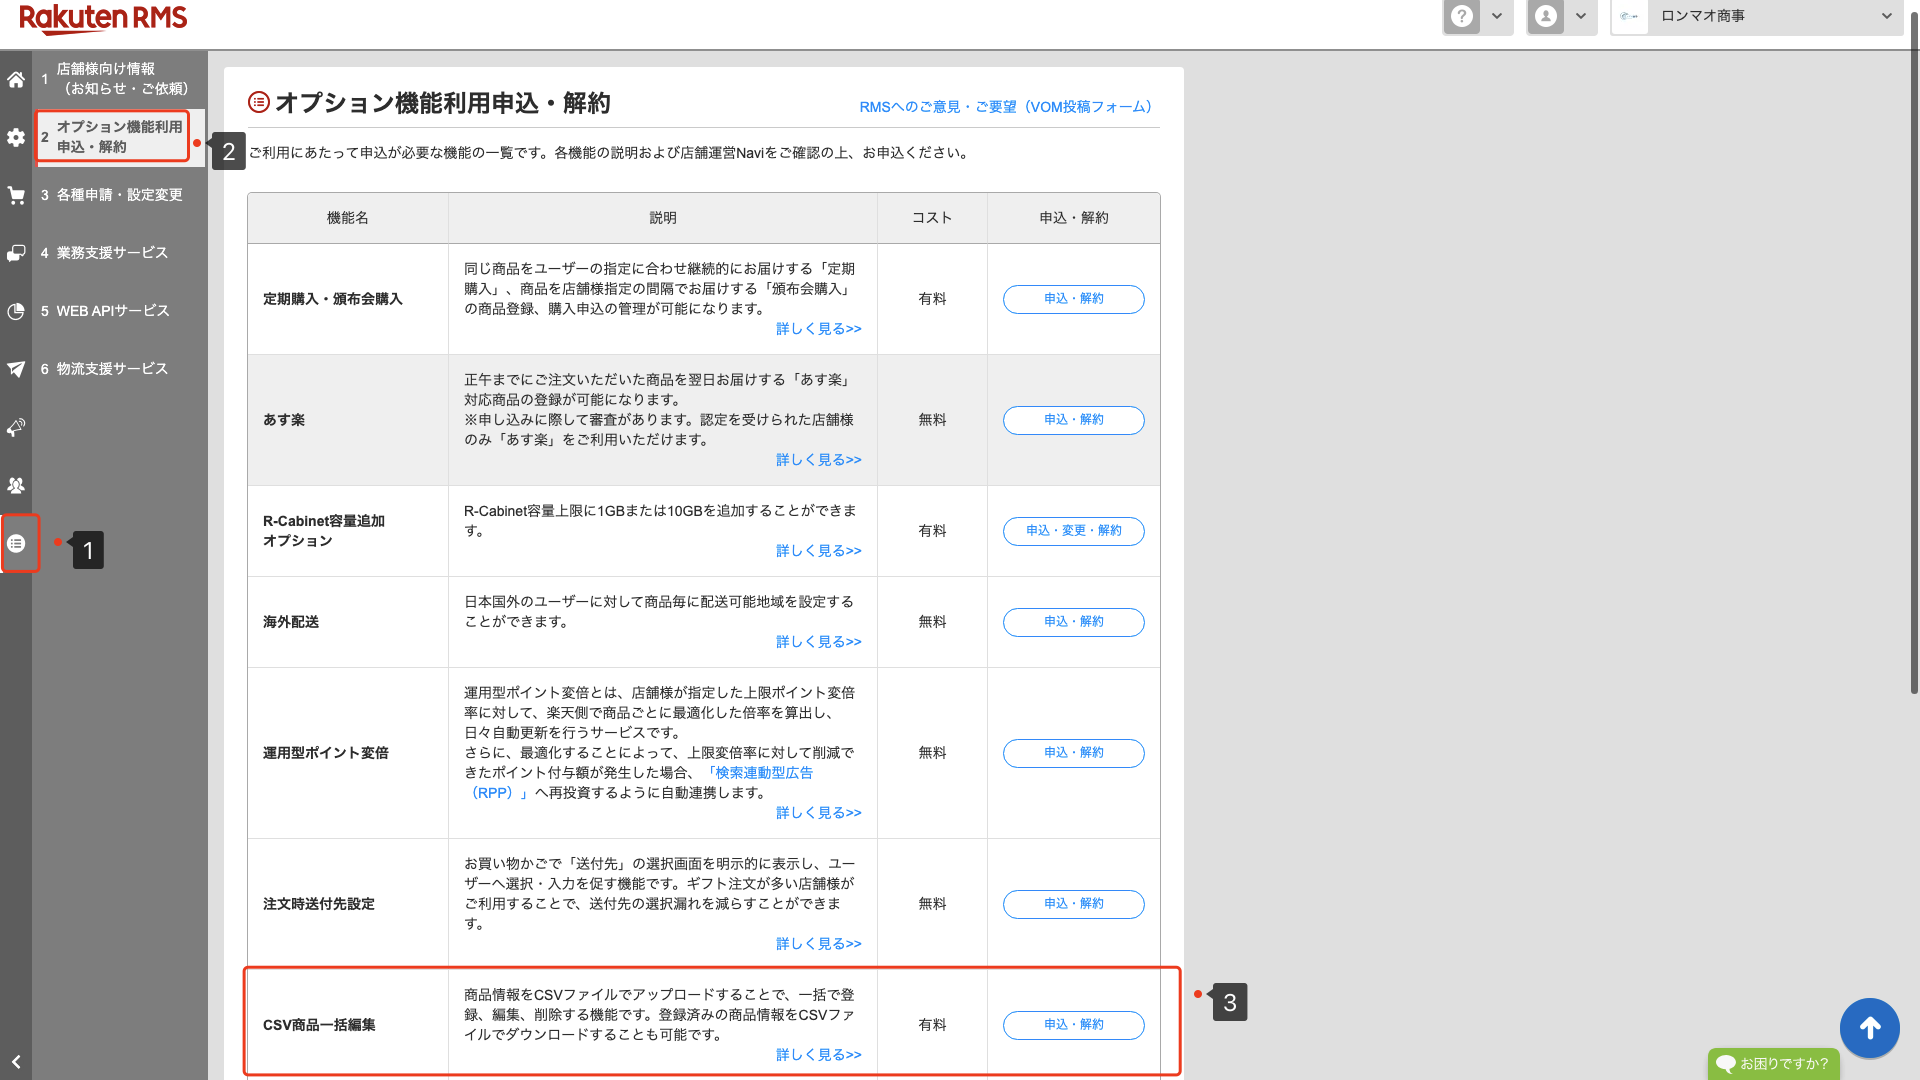 Rakuten RMS
ロンマオ商事
1 店舗様向け情報
（お知らせ・ご依頼）
2 オプション機能利用
申込・解約
3 各種申請・設定変更
4 業務支援サービス
5 WEB APIサービス
6 物流支援サービス
1
2
オプション機能利用申込・解約
RMSへのご意見・ご要望（VOM投稿フォーム）
ご利用にあたって申込が必要な機能の一覧です。各機能の説明および店舗運営Naviをご確認の上、お申込ください。
機能名 説明 コスト 申込・解約
定期購入・頒布会購入
同じ商品をユーザーの指定に合わせ継続的にお届けする「定期
購入」、商品を店舗様指定の間隔でお届けする「頒布会購入」
の商品登録、購入申込の管理が可能になります。
詳しく見る>>
有料
申込・解約
あす楽
正午までにご注文いただいた商品を翌日お届けする「あす楽」
対応商品の登録が可能になります。
※申し込みに際して審査があります。認定を受けられた店舗様
のみ「あす楽」をご利用いただけます。
詳しく見る>>
無料
申込・解約
R-Cabinet容量追加
オプション
R-Cabinet容量上限に1GBまたは10GBを追加することができま
す。
詳しく見る>>
有料
申込・変更・解約
海外配送
日本国外のユーザーに対して商品毎に配送可能地域を設定する
ことができます。
詳しく見る>>
無料
申込・解約
運用型ポイント変倍
運用型ポイント変倍とは、店舗様が指定した上限ポイント変倍
率に対して、楽天側で商品ごとに最適化した倍率を算出し、
日々自動更新を行うサービスです。
さらに、最適化することによって、上限変倍率に対して削減で
きたポイント付与額が発生した場合、「検索連動型広告
（RPP）」へ再投資するように自動連携します。
詳しく見る>>
無料
申込・解約
注文時送付先設定
お買い物かごで「送付先」の選択画面を明示的に表示し、ユー
ザーへ選択・入力を促す機能です。ギフト注文が多い店舗様が
ご利用することで、送付先の選択漏れを減らすことができま
す。
詳しく見る>>
無料
申込・解約
CSV商品一括編集
商品情報をCSVファイルでアップロードすることで、一括で登
録、編集、削除する機能です。登録済みの商品情報をCSVファ
イルでダウンロードすることも可能です。
詳しく見る>>
有料
申込・解約
3
お困りですか?